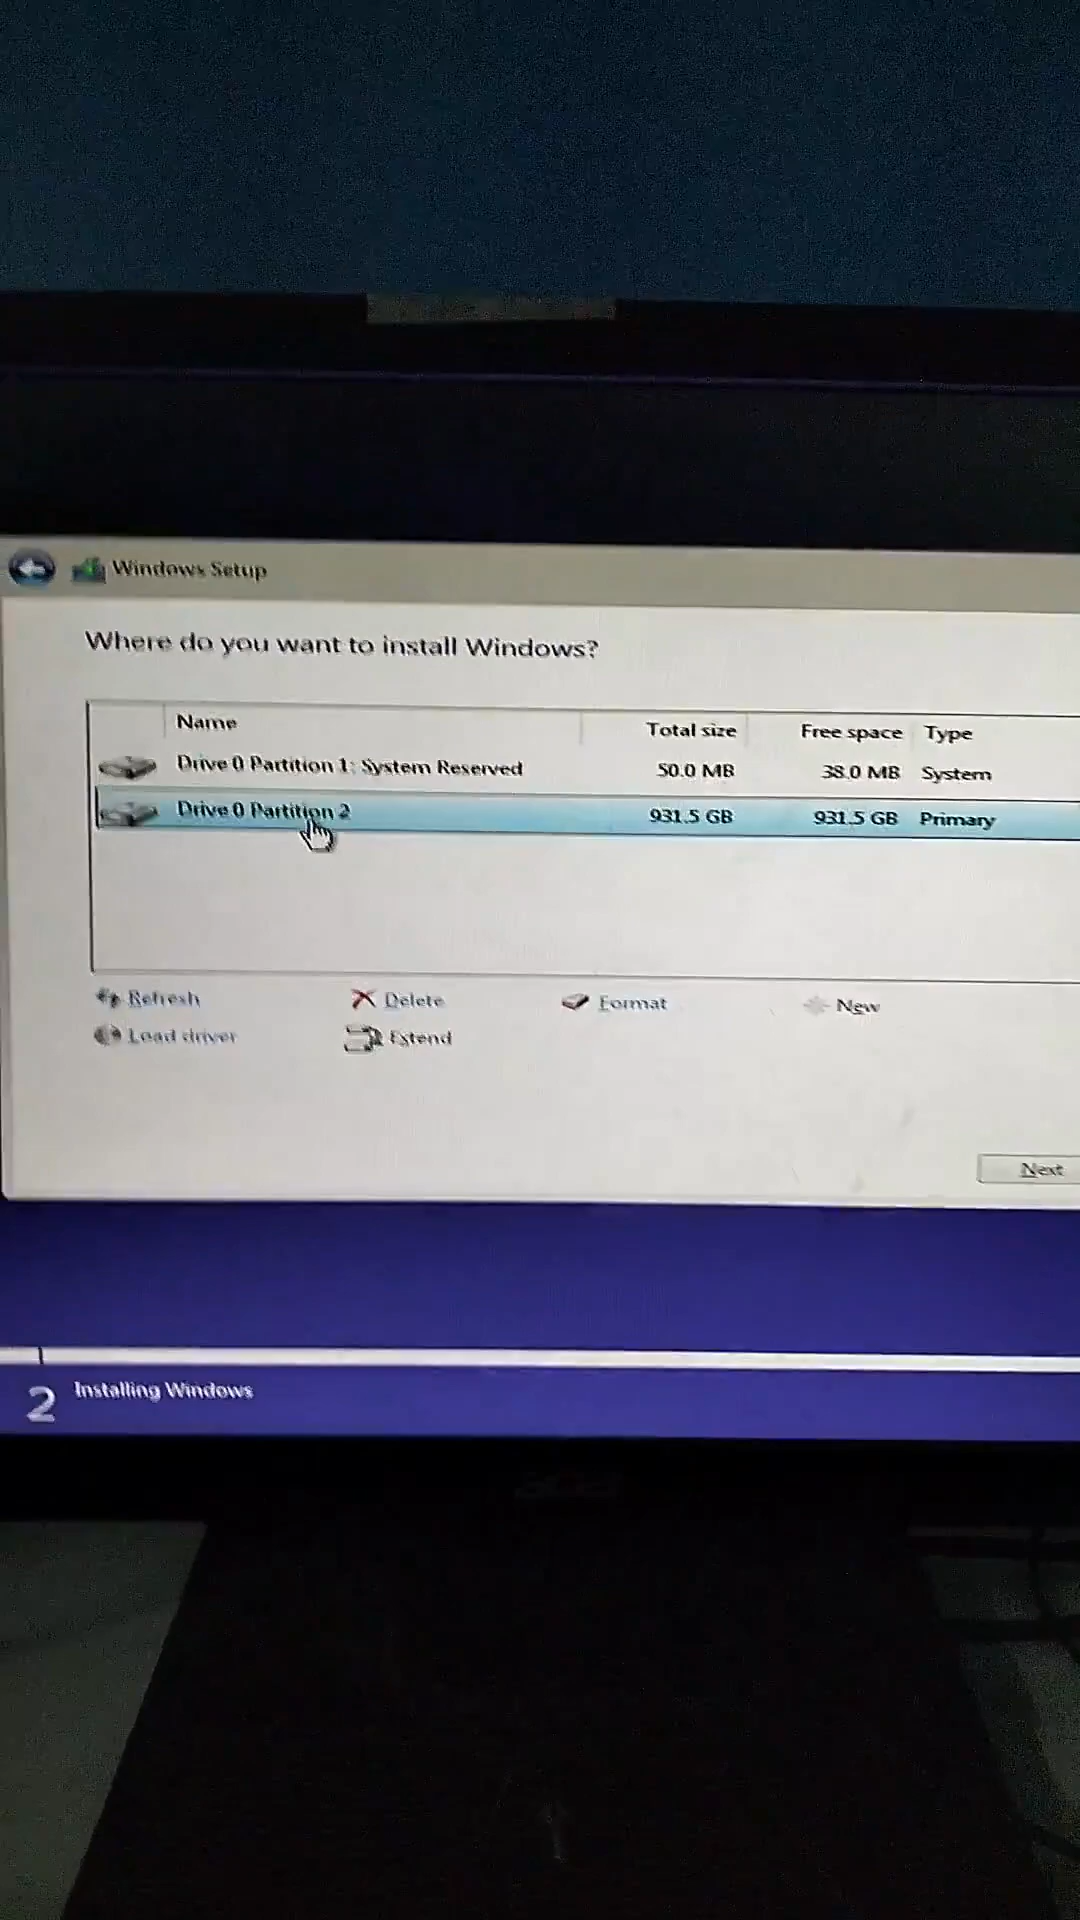 Windows Setup
Where do you want to install Windows?
Name Total size Free space Type
Drive 0 Partition 1: System Reserved 50.0 MB 38.0 MB System
Drive 0 Partition 2 931.5 GB 931.5 GB Primary
Refresh Delete Format New
Load driver Extend
Next
2 Installing Windows
acer